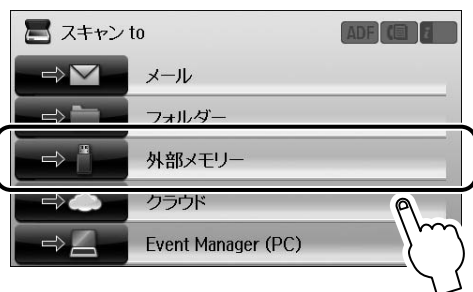 スキャン to
ADF
i
メール
フォルダー
外部メモリー
クラウド
Event Manager (PC)